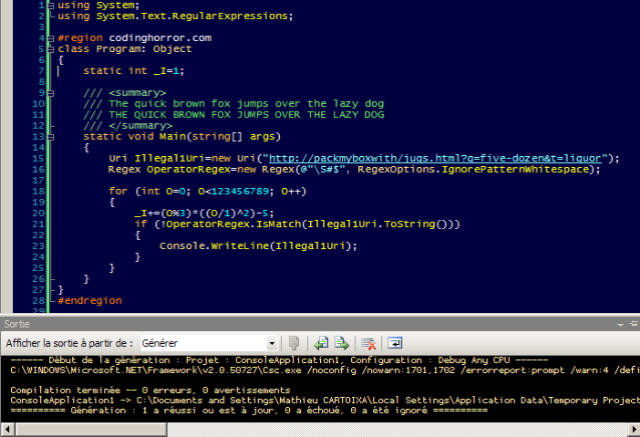 1 using System;
2 using System.Text.RegularExpressions;
3
4 #region codinghorror.com
5 class Program: Object
6 {
7 static int _I=1;
8
9 /// <summary>
10 /// The quick brown fox jumps over the lazy dog
11 /// THE QUICK BROWN FOX JUMPS OVER THE LAZY DOG
12 /// </summary>
13 static void Main(string[] args)
14 {
15 Uri Illegal1Uri=new Uri("http://packmyboxwith/jugs.html?q=five-dozen&t=liquor");
16 Regex OperatorRegex=new Regex(@"\S#$", RegexOptions.IgnorePatternWhitespace);
17
18 for (int O=0; O<123456789; O++)
19 {
20 _I+=(O%3)*((O/1)^2)-5;
21 if (!OperatorRegex.IsMatch(Illegal1Uri.ToString()))
22 {
23 Console.WriteLine(Illegal1Uri);
24 }
25 }
26 }
27 }
28 #endregion
Sortie
Afficher la sortie à partir de : Générer
------ Début de la génération : Projet : ConsoleApplication1, Configuration : Debug Any CPU ------
C:\WINDOWS\Microsoft.NET\Framework\v2.0.50727\Csc.exe /noconfig /nowarn:1701,1702 /errorreport:prompt /warn:4 /defi
Compilation terminée -- 0 erreurs, 0 avertissements
ConsoleApplication1 -> C:\Documents and Settings\Mathieu CARTOIXA\Local Settings\Application Data\Temporary Project
========== Génération : 1 a réussi ou est à jour, 0 a échoué, 0 a été ignoré ==========